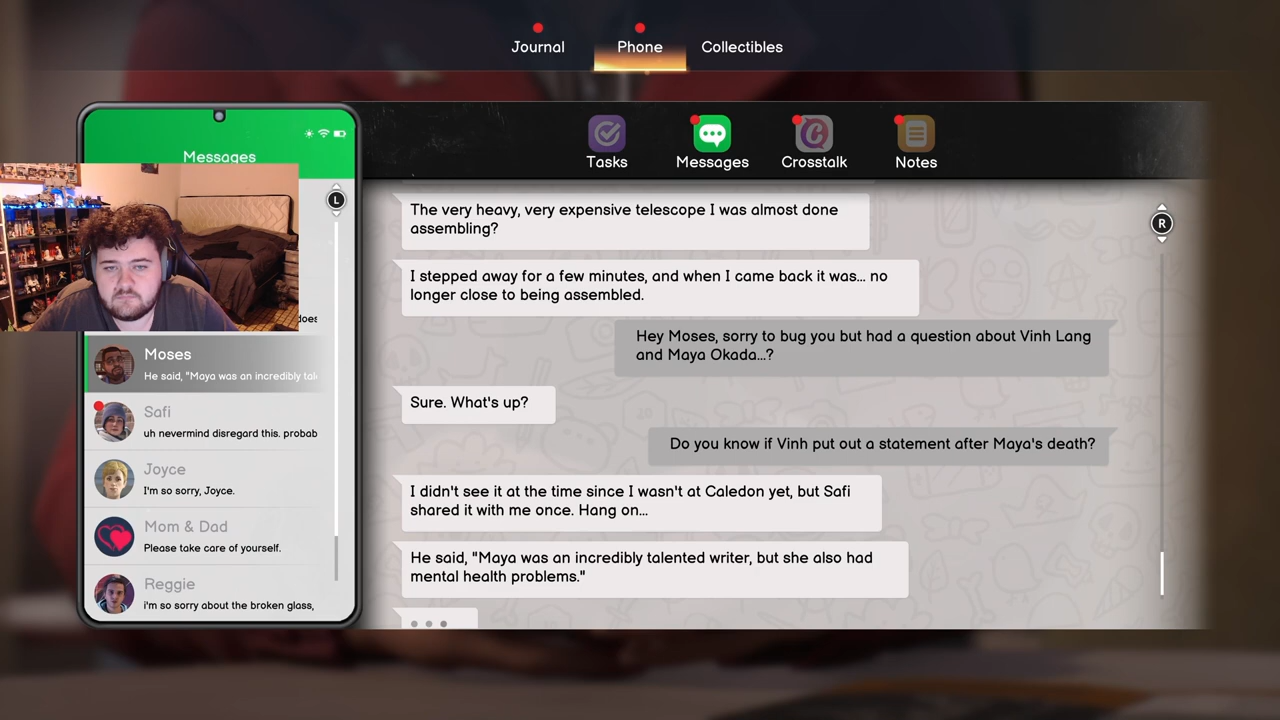 Journal
Phone
Collectibles
Messages
Tasks
Messages
Crosstalk
Notes
L
R
does
Moses
He said, "Maya was an incredibly tal
Safi
uh nevermind disregard this. probab
Joyce
I'm so sorry, Joyce.
Mom & Dad
Please take care of yourself.
Reggie
i'm so sorry about the broken glass,
The very heavy, very expensive telescope I was almost done
assembling?
I stepped away for a few minutes, and when I came back it was... no
longer close to being assembled.
Hey Moses, sorry to bug you but had a question about Vinh Lang
and Maya Okada...?
Sure. What's up?
Do you know if Vinh put out a statement after Maya's death?
I didn't see it at the time since I wasn't at Caledon yet, but Safi
shared it with me once. Hang on...
He said, "Maya was an incredibly talented writer, but she also had
mental health problems."